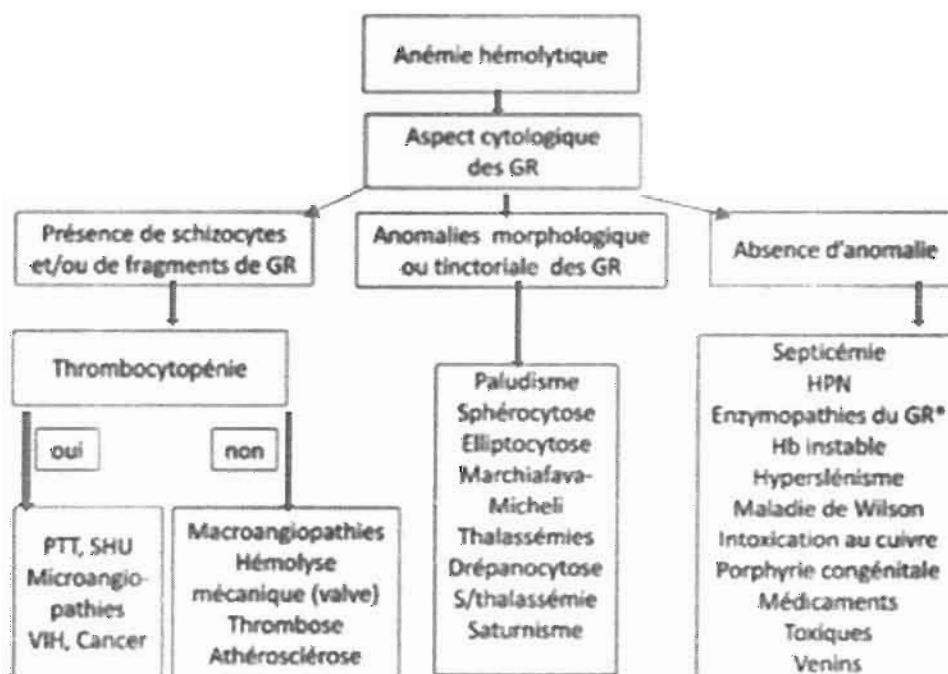 Anémie hémolytique
Aspect cytologique
des GR
Présence de schizocytes
et/ou de fragments de GR
Anomalies morphologique
ou tinctoriale des GR
Absence d'anomalie
Thrombocytopénie
oui
non
PTT, SHU
Microangio-
pathies
VIH, Cancer
Macroangiopathies
Hémolyse
mécanique (valve)
Thrombose
Athérosclérose
Paludisme
Sphérocytose
Elliptocytose
Marchiafava-
Micheli
Thalassémies
Drépanocytose
S/thalassémie
Saturnisme
Septicémie
HPN
Enzymopathies du GR*
Hb instable
Hyperslénisme
Maladie de Wilson
Intoxication au cuivre
Porphyrie congénitale
Médicaments
Toxiques
Venins